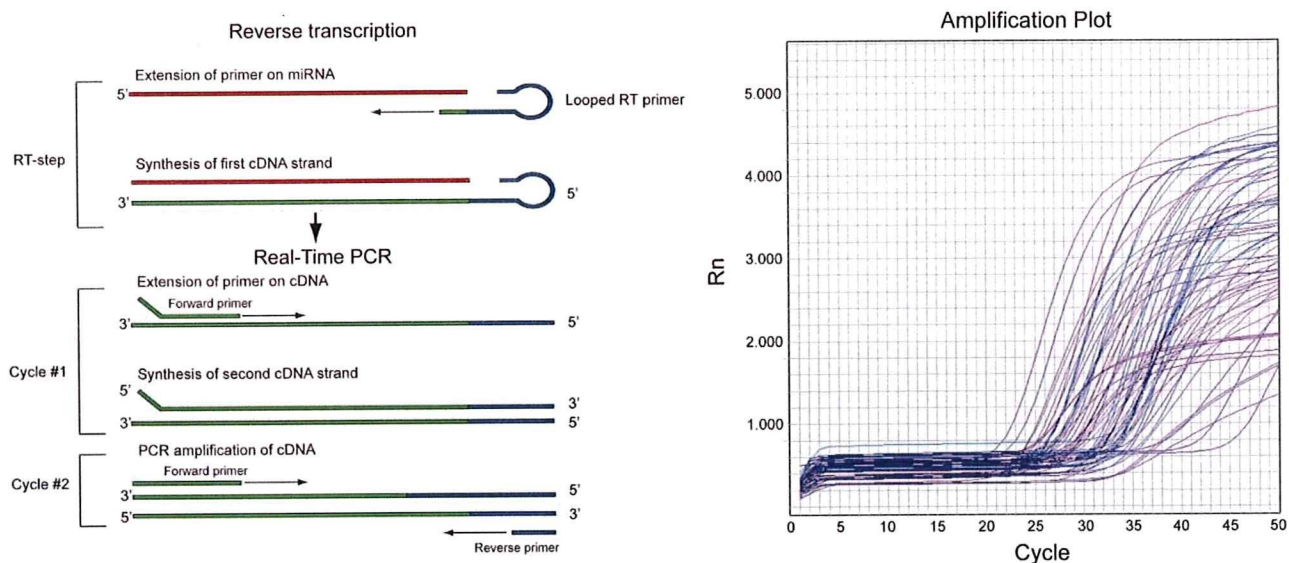 Reverse transcription
Extension of primer on miRNA
5'
Looped RT primer
RT-step
Synthesis of first cDNA strand
3'
5'
Real-Time PCR
Extension of primer on cDNA
Forward primer
3'
5'
Cycle #1
Synthesis of second cDNA strand
5'
3'
3'
5'
PCR amplification of cDNA
Cycle #2
Forward primer
3'
5'
5'
3'
Reverse primer
Amplification Plot
5.000
4.000
3.000
2.000
1.000
Rn
0 5 10 15 20 25 30 35 40 45 50
Cycle